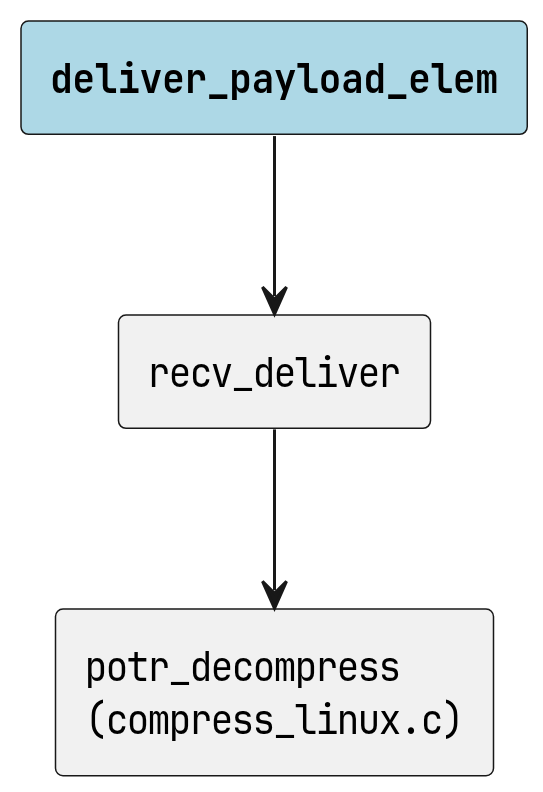 deliver_payload_elem
recv_deliver
potr_decompress
(compress_linux.c)